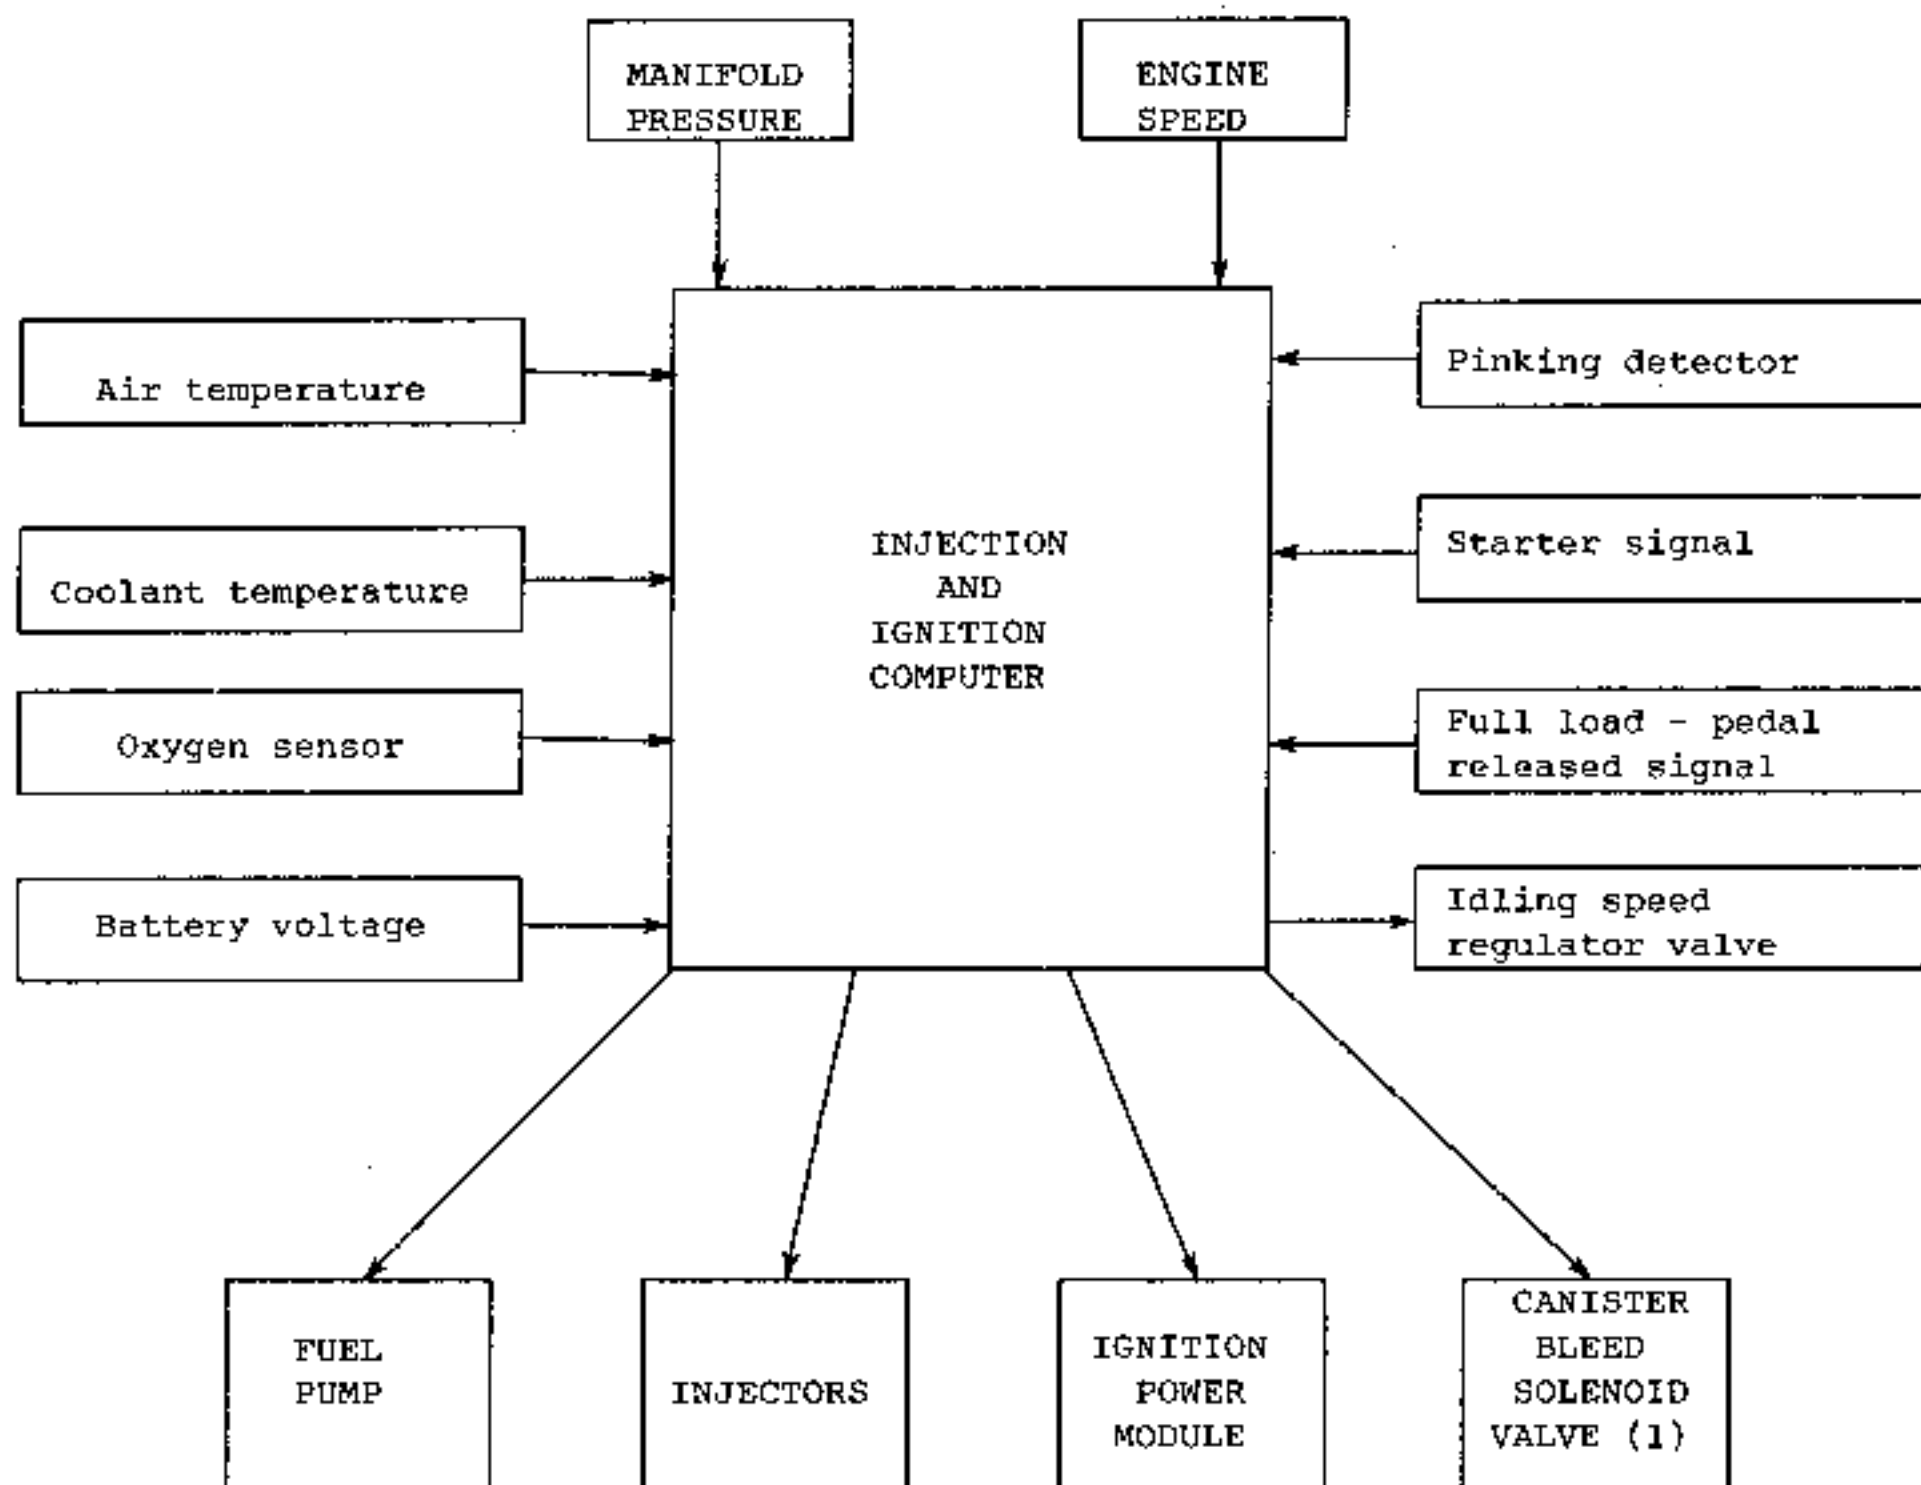 MANIFOLD
PRESSURE
ENGINE
SPEED
Air temperature
Coolant temperature
Oxygen sensor
Battery voltage
INJECTION
AND
IGNITION
COMPUTER
Pinking detector
Starter signal
Full load - pedal
released signal
Idling speed
regulator valve
FUEL
PUMP
INJECTORS
IGNITION
POWER
MODULE
CANISTER
BLEED
SOLENOID
VALVE (1)